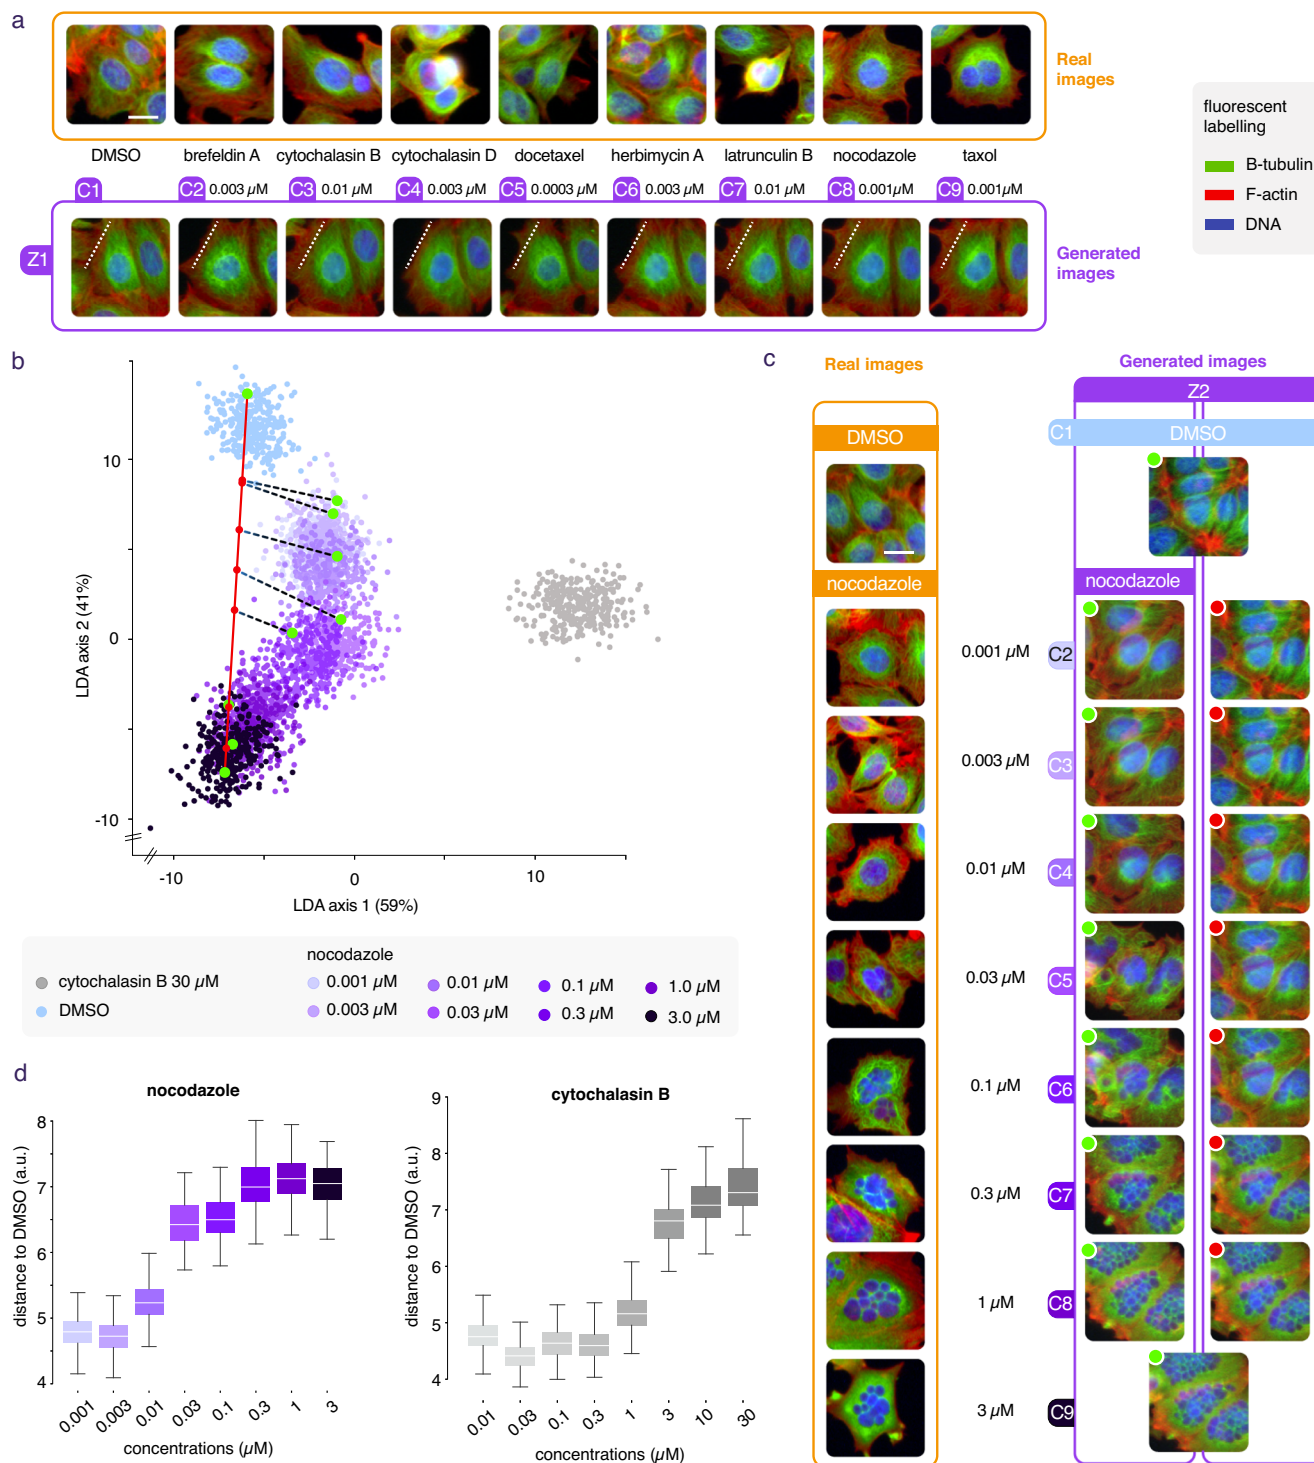 a
Real
images
DMSO
brefeldin A
cytochalasin B
cytochalasin D
docetaxel
herbimycin A
latrunculin B
nocodazole
taxol
C1
C2 0.003 µM
C3 0.01 µM
C4 0.003 µM
C5 0.0003 µM
C6 0.003 µM
C7 0.01 µM
C8 0.001µM
C9 0.001µM
Z1
Generated
images
fluorescent
labelling
B-tubulin
F-actin
DNA
b
10
0
-10
LDA axis 2 (41%)
-10
0
10
LDA axis 1 (59%)
cytochalasin B 30 µM
DMSO
nocodazole
0.001 µM
0.003 µM
0.01 µM
0.03 µM
0.1 µM
0.3 µM
1.0 µM
3.0 µM
c
Real images
Generated images
Z2
DMSO
C1 DMSO
nocodazole
nocodazole
0.001 µM C2
0.003 µM C3
0.01 µM C4
0.03 µM C5
0.1 µM C6
0.3 µM C7
1 µM C8
3 µM C9
d
nocodazole
distance to DMSO (a.u.)
8
7
6
5
4
0.001
0.003
0.01
0.03
0.1
0.3
1
3
concentrations (µM)
cytochalasin B
distance to DMSO (a.u.)
9
8
7
6
5
4
0.01
0.03
0.1
0.3
1
3
10
30
concentrations (µM)